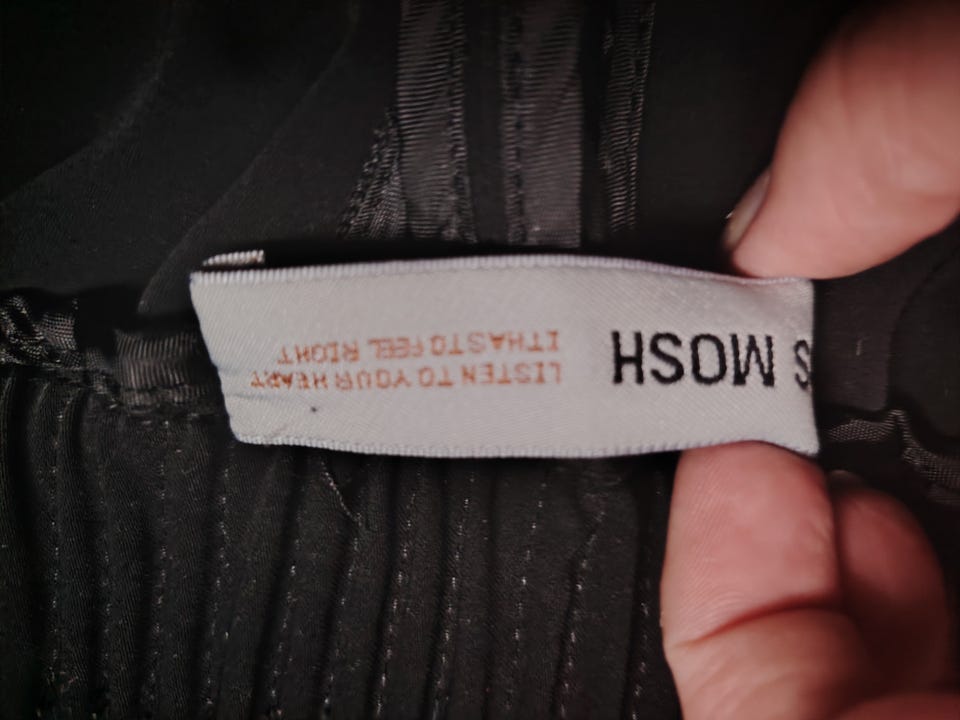 S MOSH
LISTEN TO YOUR HEART
IT HAS TO FEEL RIGHT